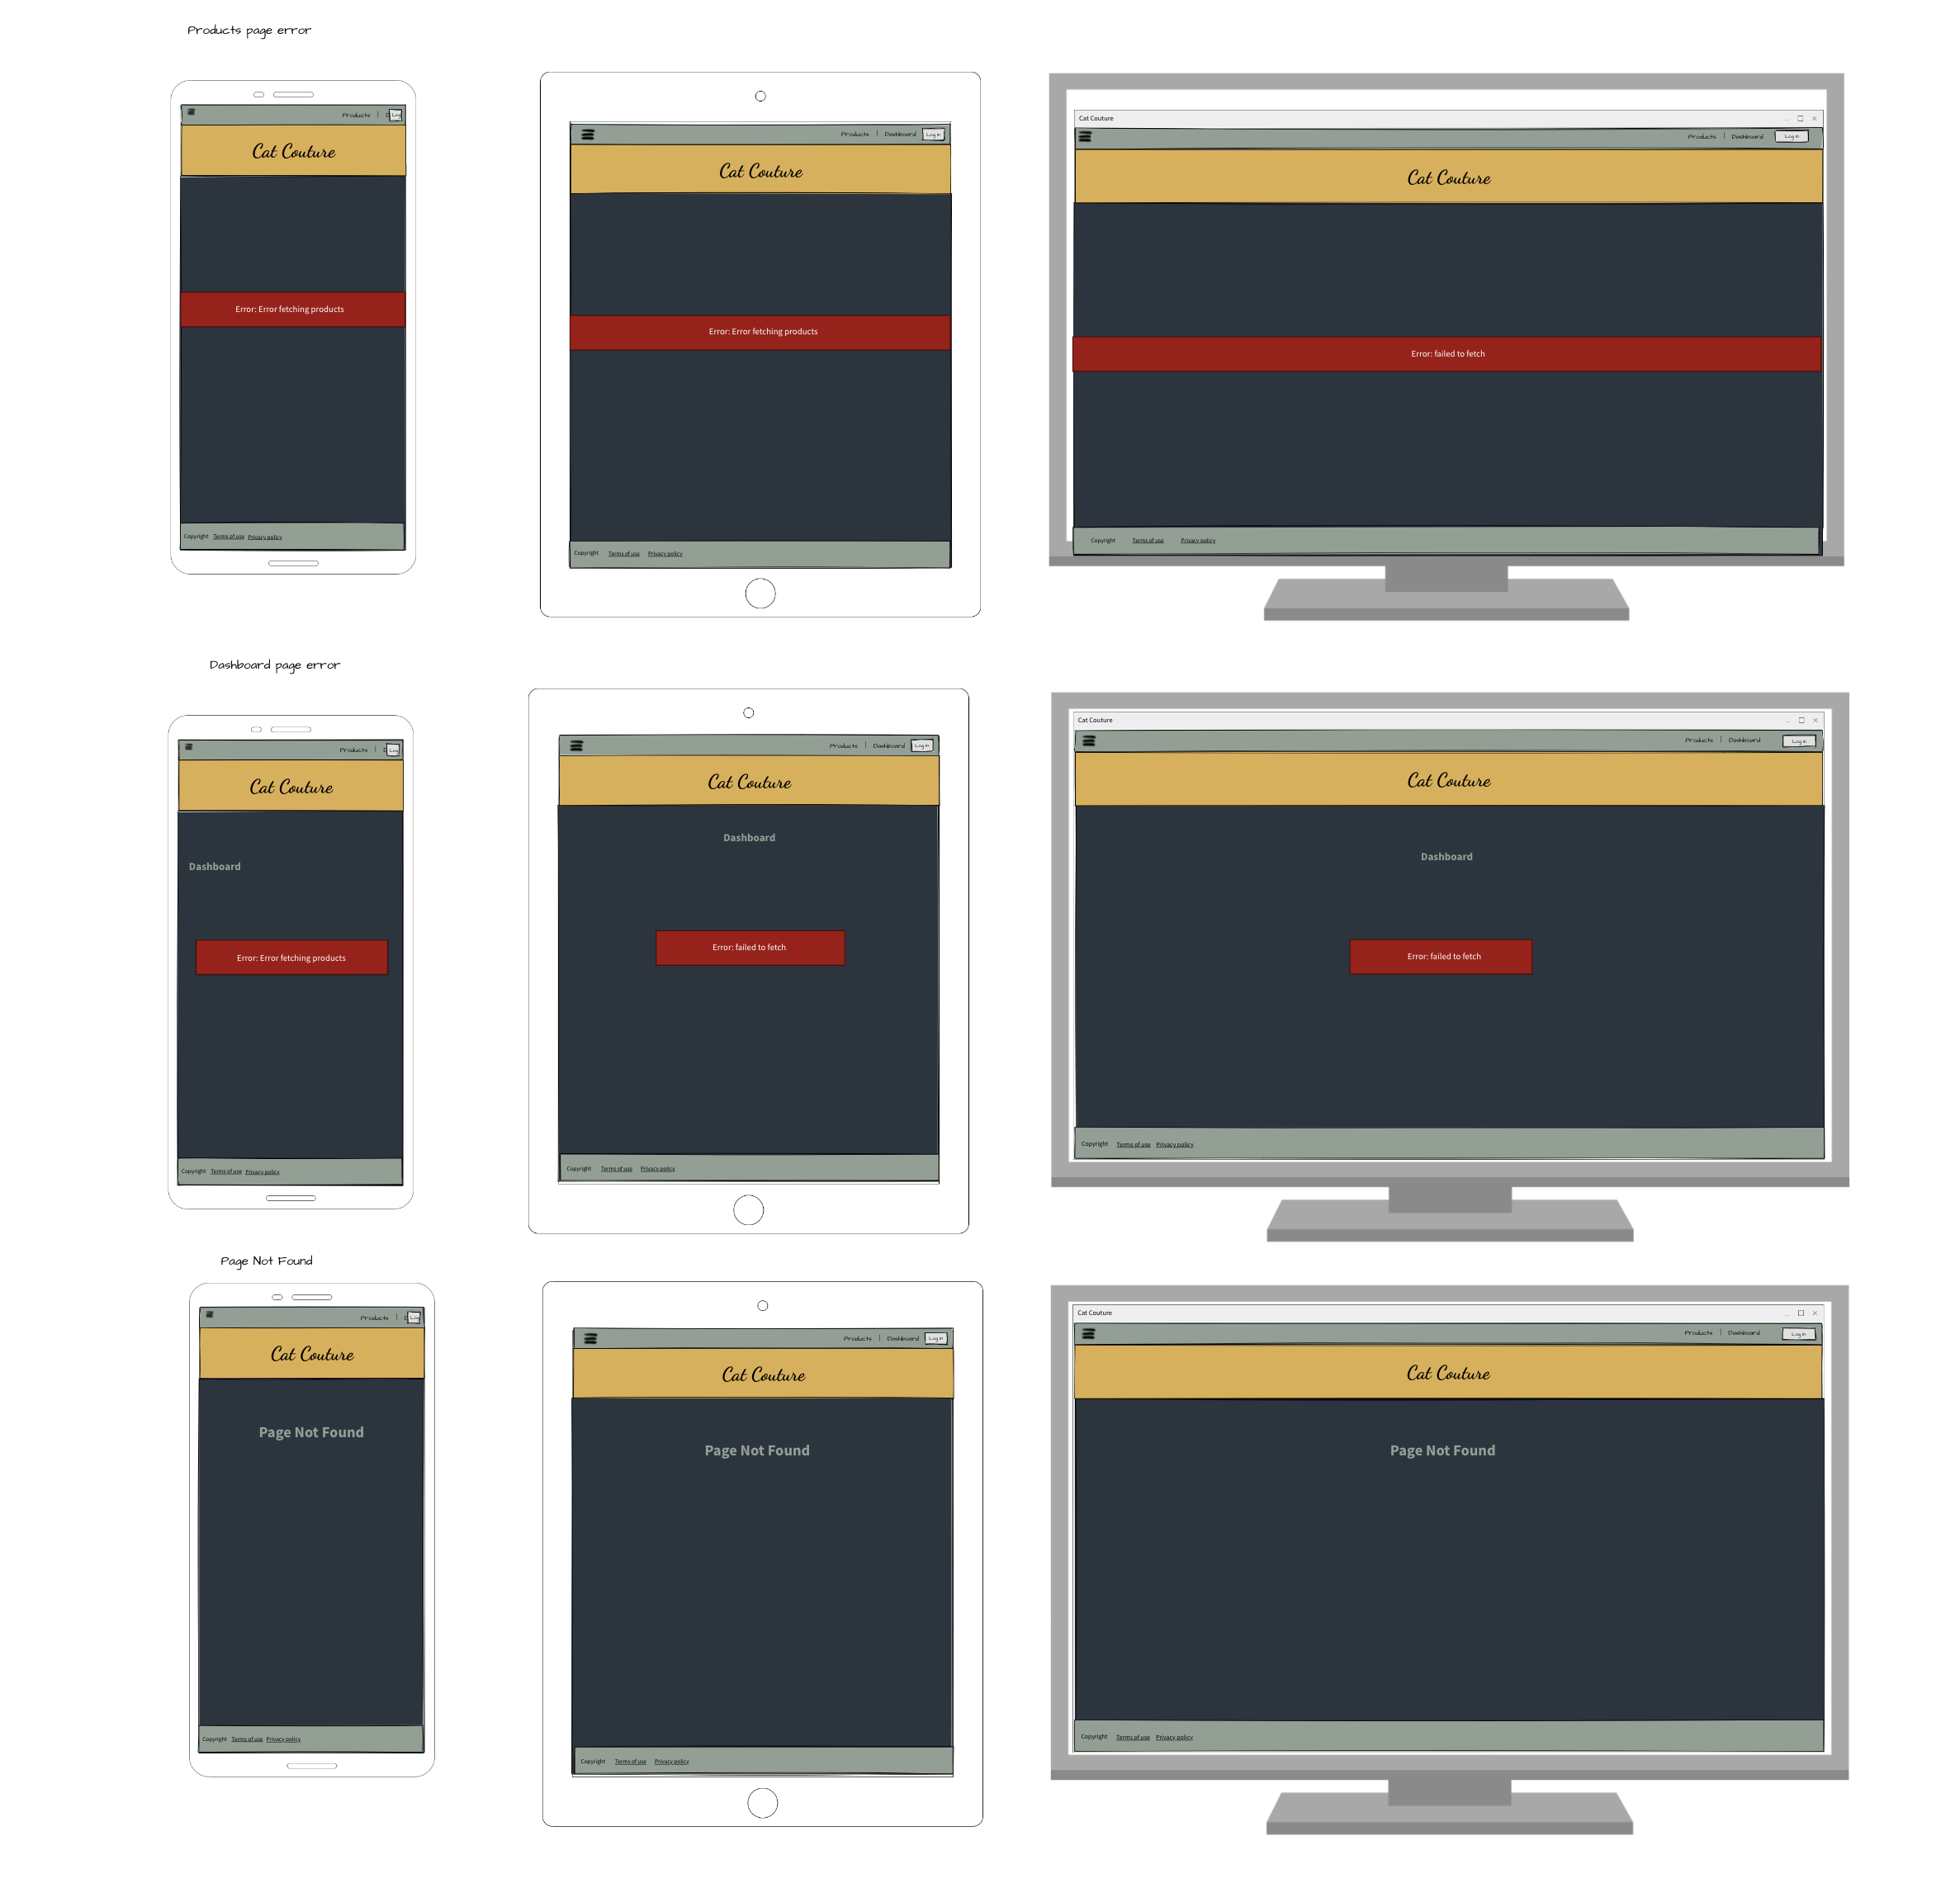 Products page error
Products | D Log
Cat Couture
Error: Error fetching products
Copyright Terms of use Privacy policy
Products | Dashboard Log in
Cat Couture
Error: Error fetching products
Copyright Terms of use Privacy policy
Cat Couture
Products | Dashboard Log in
Cat Couture
Error: failed to fetch
Copyright Terms of use Privacy policy
Dashboard page error
Products | D Log
Cat Couture
Dashboard
Error: Error fetching products
Copyright Terms of use Privacy policy
Products | Dashboard Log in
Cat Couture
Dashboard
Error: failed to fetch
Copyright Terms of use Privacy policy
Cat Couture
Products | Dashboard Log in
Cat Couture
Dashboard
Error: failed to fetch
Copyright Terms of use Privacy policy
Page Not Found
Products | D Log
Cat Couture
Page Not Found
Copyright Terms of use Privacy policy
Products | Dashboard Log in
Cat Couture
Page Not Found
Copyright Terms of use Privacy policy
Cat Couture
Products | Dashboard Log in
Cat Couture
Page Not Found
Copyright Terms of use Privacy policy